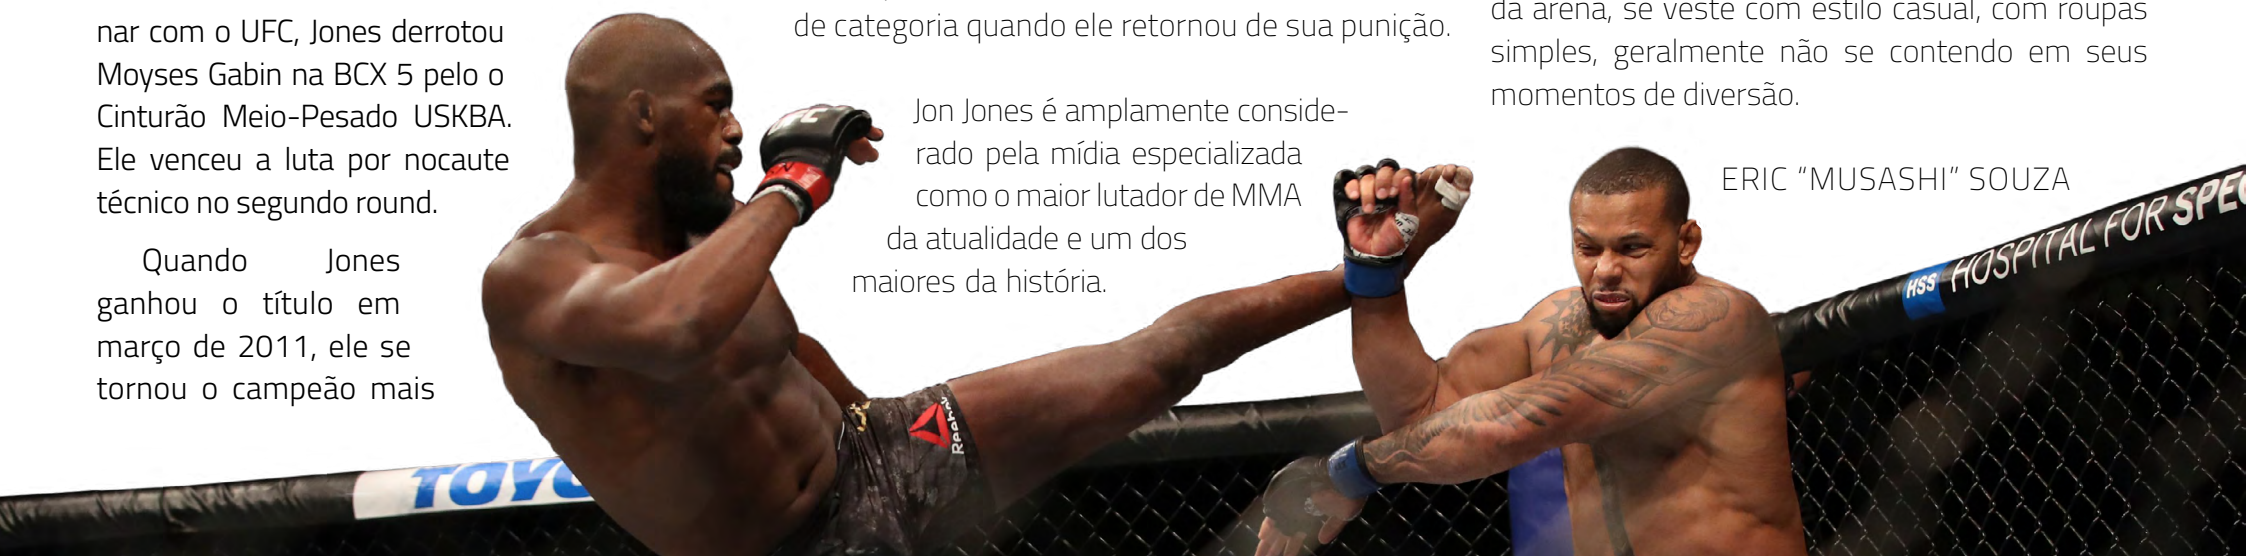 nar com o UFC, Jones derrotou
Moyses Gabin na BCX 5 pelo o
Cinturão Meio-Pesado USKBA.
Ele venceu a luta por nocaute
técnico no segundo round.
Quando Jones
ganhou o título em
março de 2011, ele se
tornou o campeão mais
de categoria quando ele retornou de sua punição.
Jon Jones é amplamente conside-
rado pela mídia especializada
como o maior lutador de MMA
da atualidade e um dos
maiores da história.
da arena, se veste com estilo casual, com roupas
simples, geralmente não se contendo em seus
momentos de diversão.
ERIC “MUSASHI” SOUZA
UFC
Reebok
TOYO
HSS HOSPITAL FOR SPEC